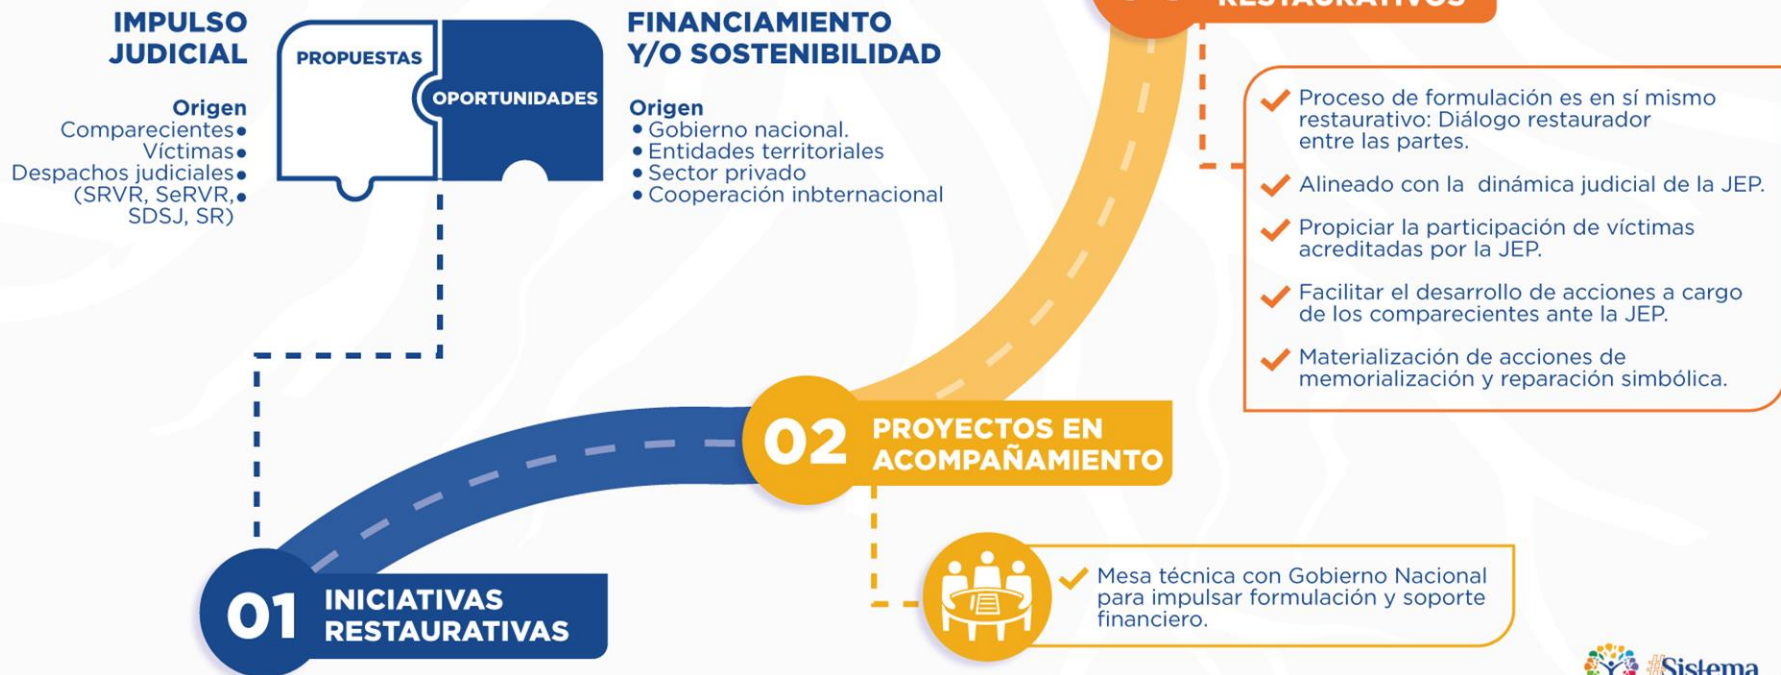 IMPULSO
JUDICIAL
Origen
Comparecientes•
Víctimas•
Despachos judiciales•
(SRVR, SeRVR,•
SDSJ, SR)
PROPUESTAS
OPORTUNIDADES
FINANCIAMIENTO
Y/O SOSTENIBILIDAD
Origen
• Gobierno nacional.
• Entidades territoriales
• Sector privado
• Cooperación inbternacional
RESTAURATIVOS
Proceso de formulación es en sí mismo
restaurativo: Diálogo restaurador
entre las partes.
Alineado con la dinámica judicial de la JEP.
Propiciar la participación de víctimas
acreditadas por la JEP.
Facilitar el desarrollo de acciones a cargo
de los comparecientes ante la JEP.
Materialización de acciones de
memorialización y reparación simbólica.
02
PROYECTOS EN
ACOMPAÑAMIENTO
Mesa técnica con Gobierno Nacional
para impulsar formulación y soporte
financiero.
01
INICIATIVAS
RESTAURATIVAS
#Sistema